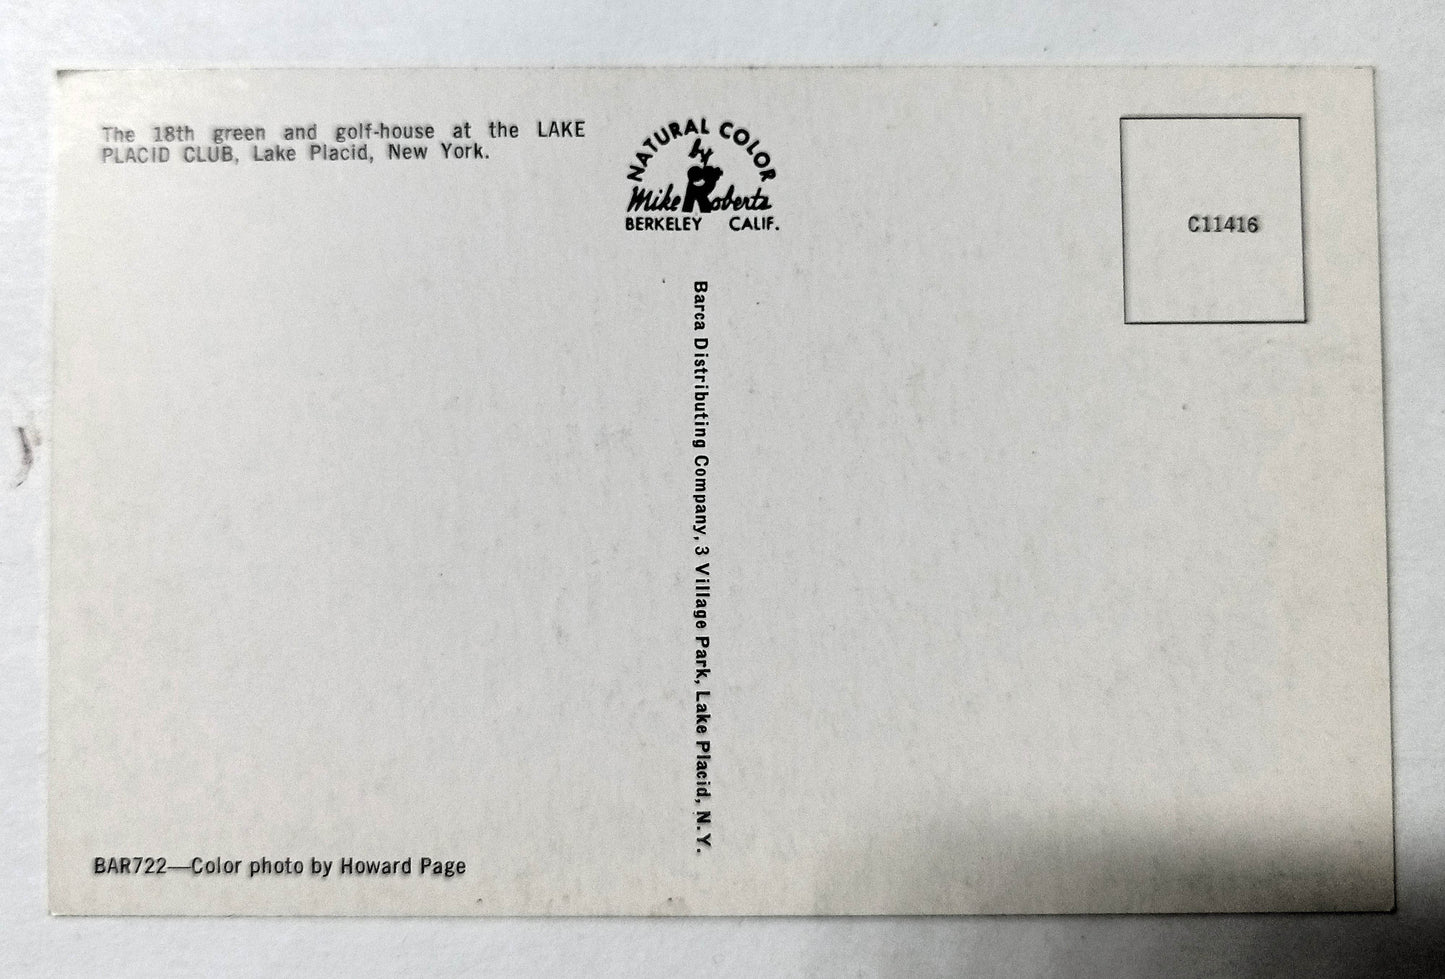 The 18th green and golf-house at the LAKE
PLACID CLUB, Lake Placid, New York.
NATURAL COLOR
by
Mike Roberts
BERKELEY CALIF.
C11416
Barca Distributing Company, 3 Village Park, Lake Placid, N.Y.
BAR722—Color photo by Howard Page